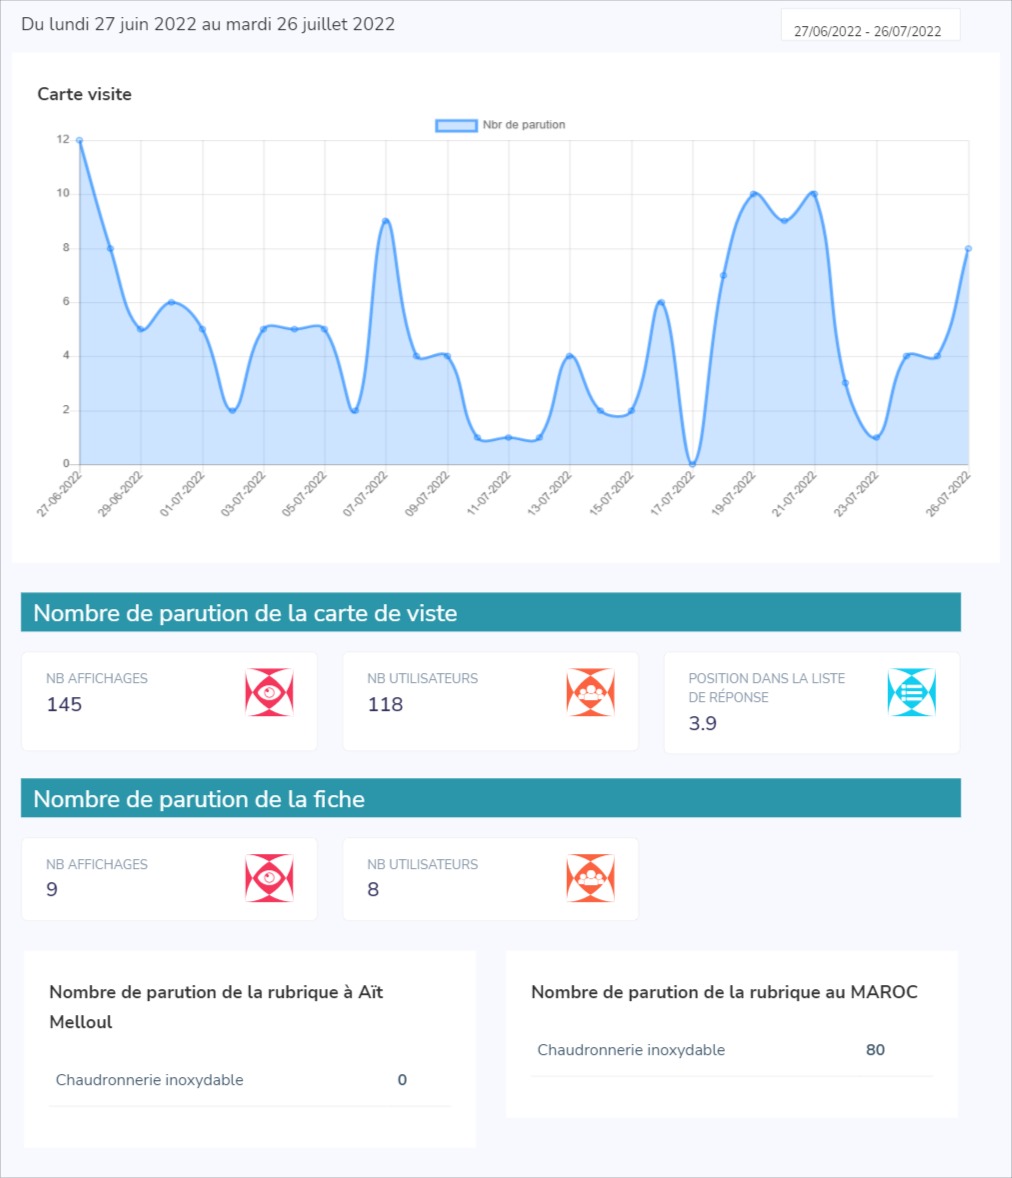 Du lundi 27 juin 2022 au mardi 26 juillet 2022
27/06/2022 - 26/07/2022
Carte visite
Nbr de parution
12
10
8
6
4
2
0
27-06-2022
29-06-2022
01-07-2022
03-07-2022
05-07-2022
07-07-2022
09-07-2022
11-07-2022
13-07-2022
15-07-2022
17-07-2022
19-07-2022
21-07-2022
23-07-2022
26-07-2022
Nombre de parution de la carte de viste
NB AFFICHAGES
145
NB UTILISATEURS
118
POSITION DANS LA LISTE
DE RÉPONSE
3.9
Nombre de parution de la fiche
NB AFFICHAGES
9
NB UTILISATEURS
8
Nombre de parution de la rubrique à Aït
Melloul
Chaudronnerie inoxydable 0
Nombre de parution de la rubrique au MAROC
Chaudronnerie inoxydable 80